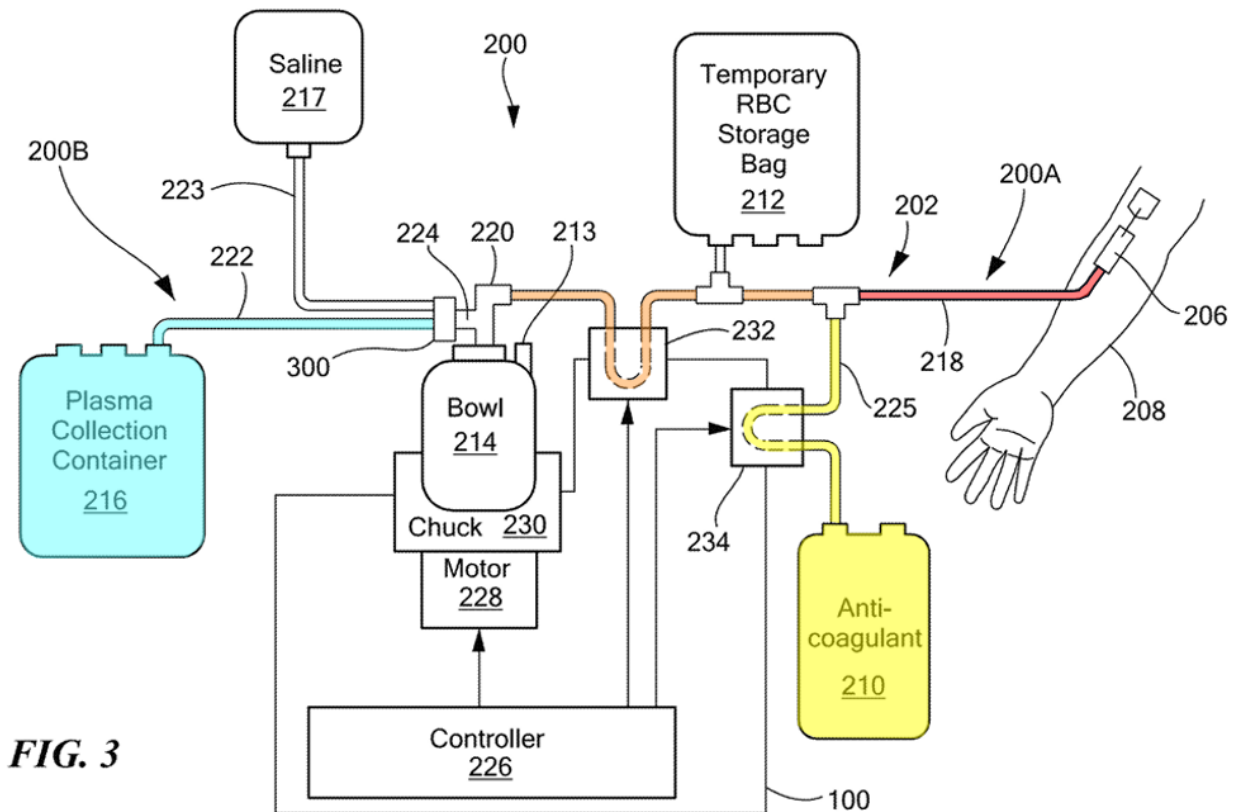 200
Saline
217
Temporary
RBC
Storage
Bag
212
200B
223
224
220
213
202
200A
222
206
300
232
218
225
208
Plasma
Collection
Container
216
Bowl
214
Chuck 230
234
Motor
228
Anti-
coagulant
210
Controller
226
FIG. 3
100